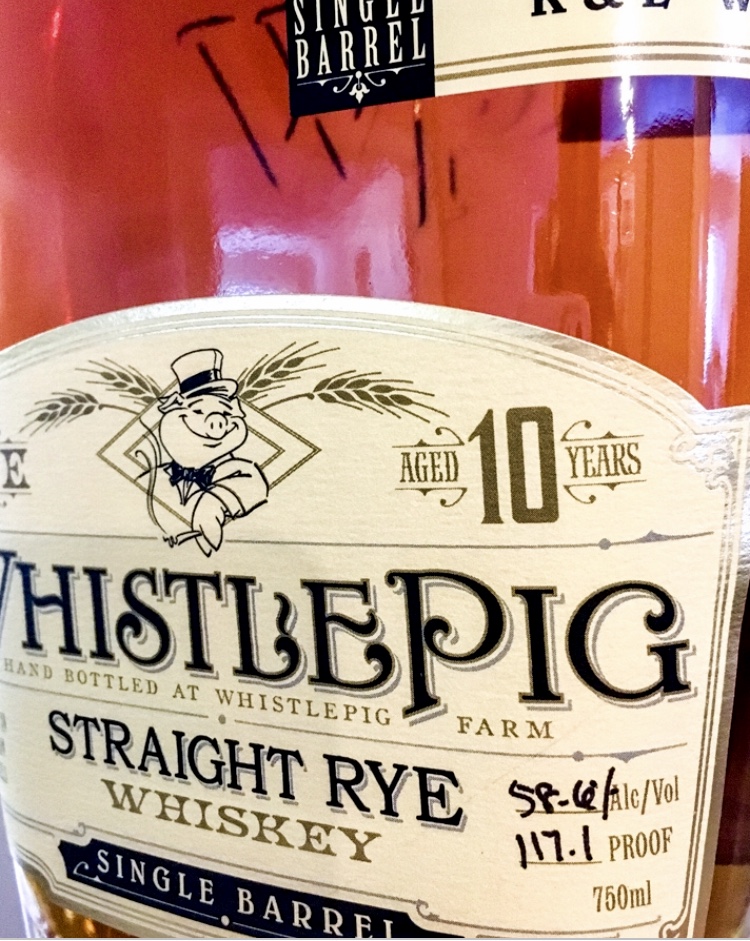 SINGLE
BARREL
K & L W
E
AGED 10 YEARS
WHISTLEPIG
HAND BOTTLED AT WHISTLEPIG FARM
STRAIGHT RYE
WHISKEY
58.6/Alc/Vol
117.1 PROOF
750ml
SINGLE BARREL